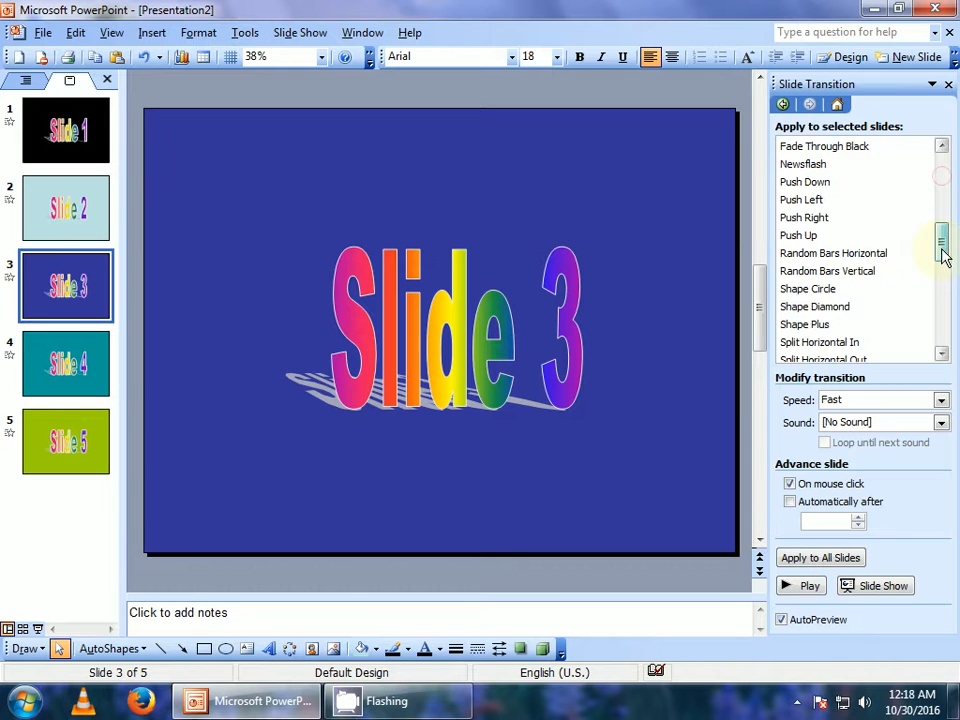 Microsoft PowerPoint - [Presentation2]
File Edit View Insert Format Tools Slide Show Window Help
Type a question for help
38%
Arial
18
B I U
A
Design
New Slide
Slide Transition
Apply to selected slides:
Fade Through Black
Newsflash
Push Down
Push Left
Push Right
Push Up
Random Bars Horizontal
Random Bars Vertical
Shape Circle
Shape Diamond
Shape Plus
Split Horizontal In
Split Horizontal Out
Modify transition
Speed: Fast
Sound: [No Sound]
Loop until next sound
Advance slide
On mouse click
Automatically after
Apply to All Slides
Play
Slide Show
AutoPreview
1
Slide 1
2
Slide 2
3
Slide 3
4
Slide 4
5
Slide 5
Slide 3
Click to add notes
Draw
AutoShapes
A
A
Slide 3 of 5
Default Design
English (U.S.)
Microsoft PowerP...
Flashing
12:18 AM
10/30/2016